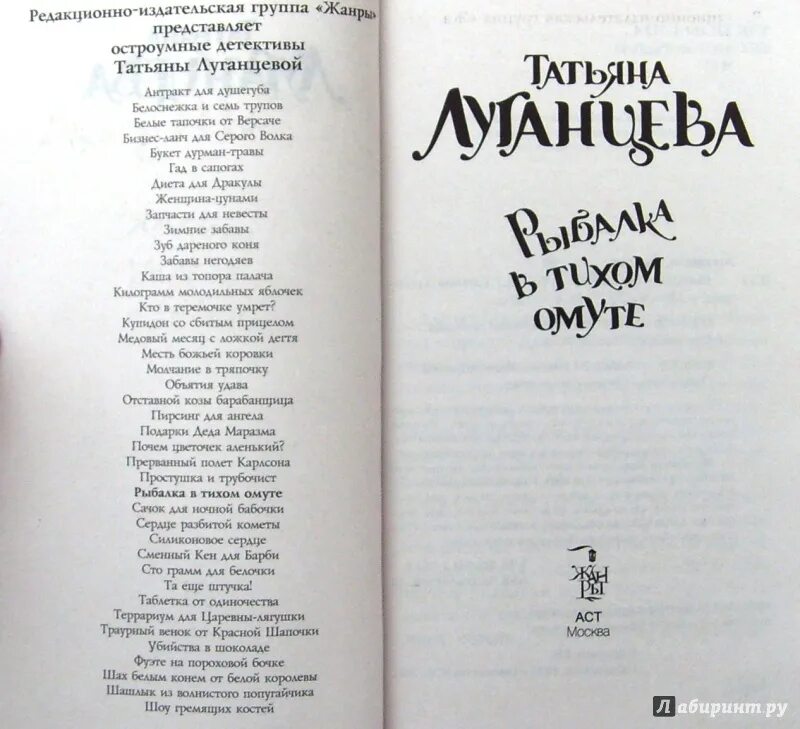 Редакционно-издательская группа «Жанры»
представляет
остроумные детективы
Татьяны Луганцевой
Антракт для душегуба
Белоснежка и семь трупов
Белые тапочки от Версаче
Бизнес-ланч для Серого Волка
Букет дурман-травы
Гад в сапогах
Диета для Дракулы
Женщина-цунами
Запчасти для невесты
Зимние забавы
Зуб дареного коня
Забавы негодяев
Каша из топора палача
Килограмм молодильных яблочек
Кто в теремочке умрет?
Купидон со сбитым прицелом
Медовый месяц с ложкой дегтя
Месть божьей коровки
Молчание в тряпочку
Объятия удава
Отставной козы барабанщица
Пирсинг для ангела
Подарки Деда Маразма
Почем цветочек аленький?
Прерванный полет Карлсона
Простушка и трубочист
Рыбалка в тихом омуте
Сачок для ночной бабочки
Сердце разбитой кометы
Силиконовое сердце
Сменный Кен для Барби
Сто грамм для белочки
Та еще штучка!
Таблетка от одиночества
Террариум для Царевны-лягушки
Траурный венок от Красной Шапочки
Убийства в шоколаде
Фуэте на пороховой бочке
Шах белым конем от белой королевы
Шашлык из волнистого попугайчика
Шоу гремящих костей
Татьяна
Луганцева
Рыбалка
в тихом
омуте
ЖАН
РЫ
АСТ
Москва
Лабиринт.ру